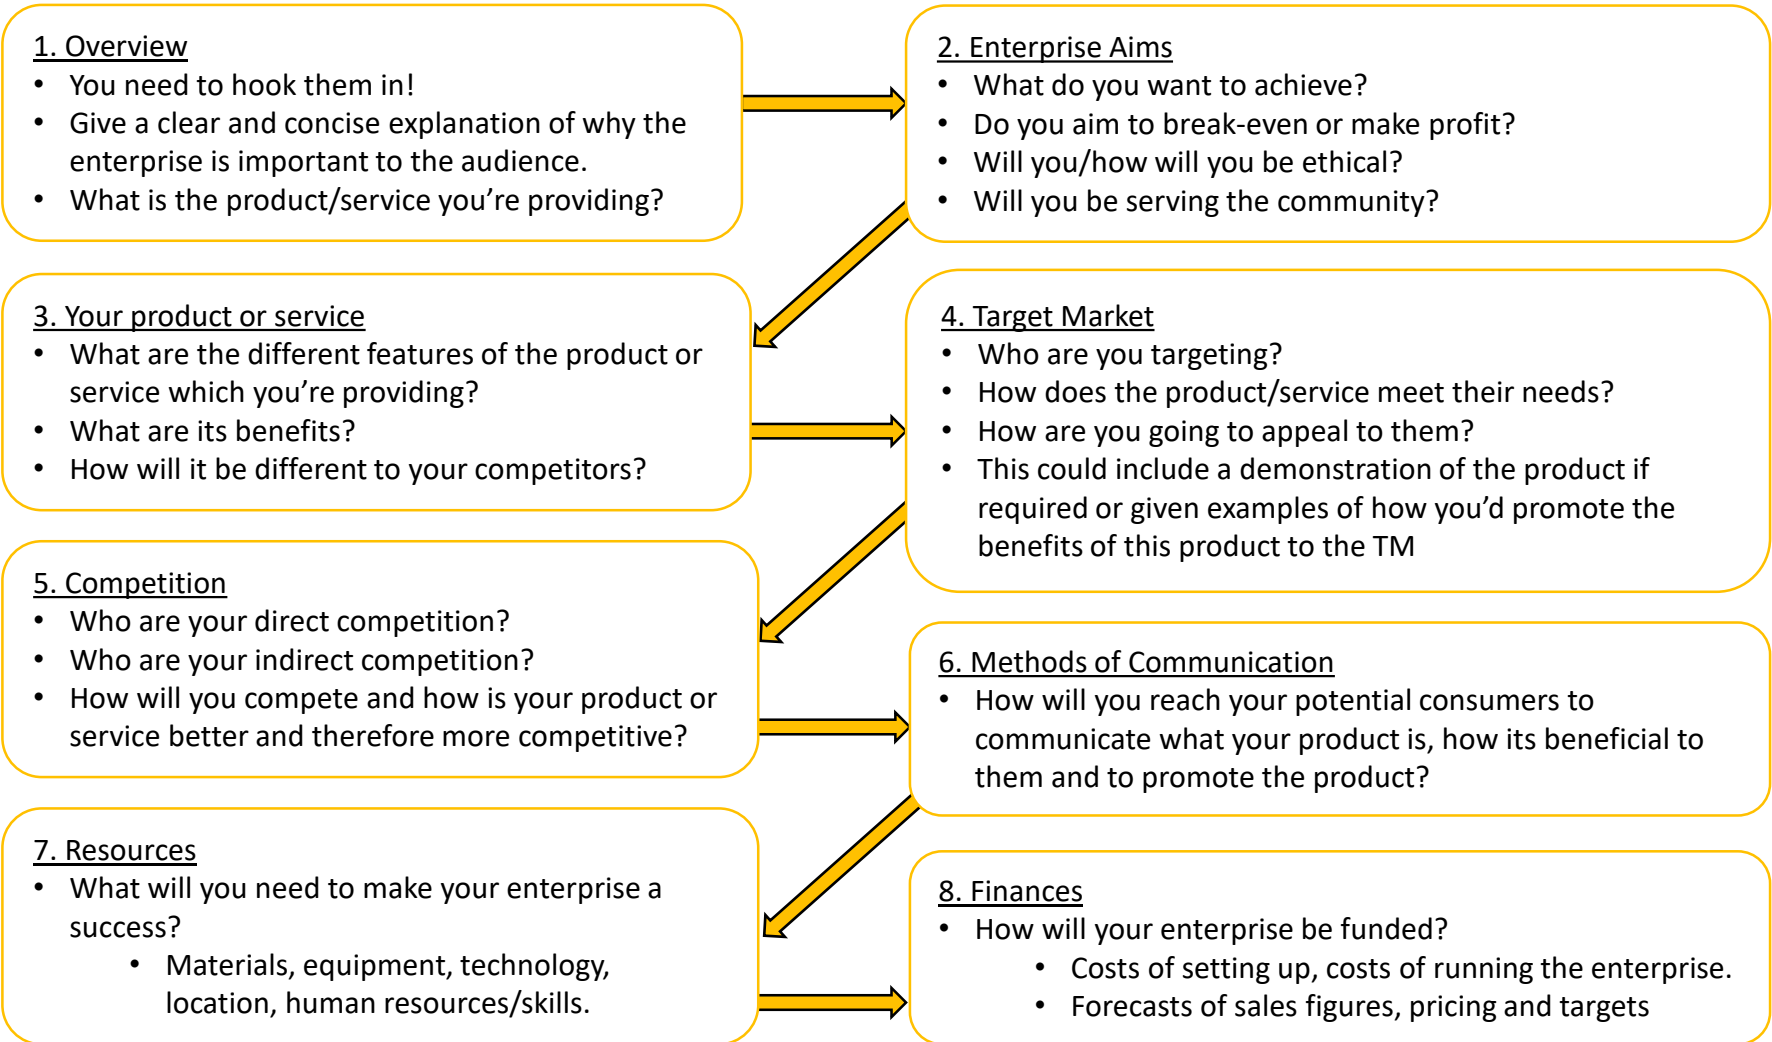 1. Overview
• You need to hook them in!
• Give a clear and concise explanation of why the
enterprise is important to the audience.
• What is the product/service you’re providing?
2. Enterprise Aims
• What do you want to achieve?
• Do you aim to break-even or make profit?
• Will you/how will you be ethical?
• Will you be serving the community?
3. Your product or service
• What are the different features of the product or
service which you’re providing?
• What are its benefits?
• How will it be different to your competitors?
4. Target Market
• Who are you targeting?
• How does the product/service meet their needs?
• How are you going to appeal to them?
• This could include a demonstration of the product if
required or given examples of how you’d promote the
benefits of this product to the TM
5. Competition
• Who are your direct competition?
• Who are your indirect competition?
• How will you compete and how is your product or
service better and therefore more competitive?
6. Methods of Communication
• How will you reach your potential consumers to
communicate what your product is, how its beneficial to
them and to promote the product?
7. Resources
• What will you need to make your enterprise a
success?
• Materials, equipment, technology,
location, human resources/skills.
8. Finances
• How will your enterprise be funded?
• Costs of setting up, costs of running the enterprise.
• Forecasts of sales figures, pricing and targets